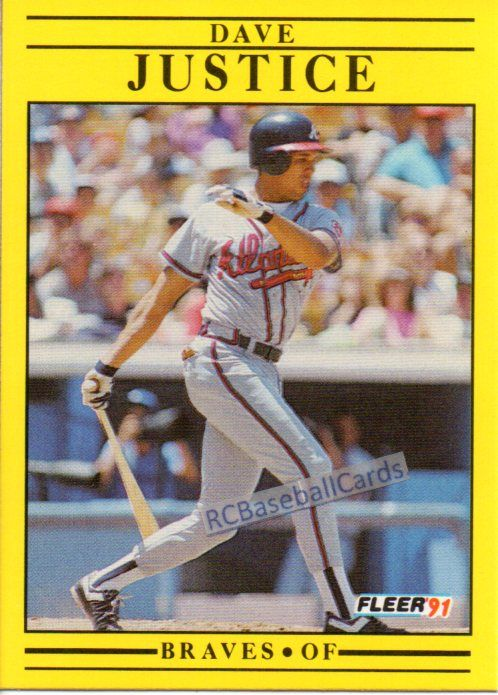 DAVE
JUSTICE
Atlanta
RCBaseballCards
FLEER '91
BRAVES • OF